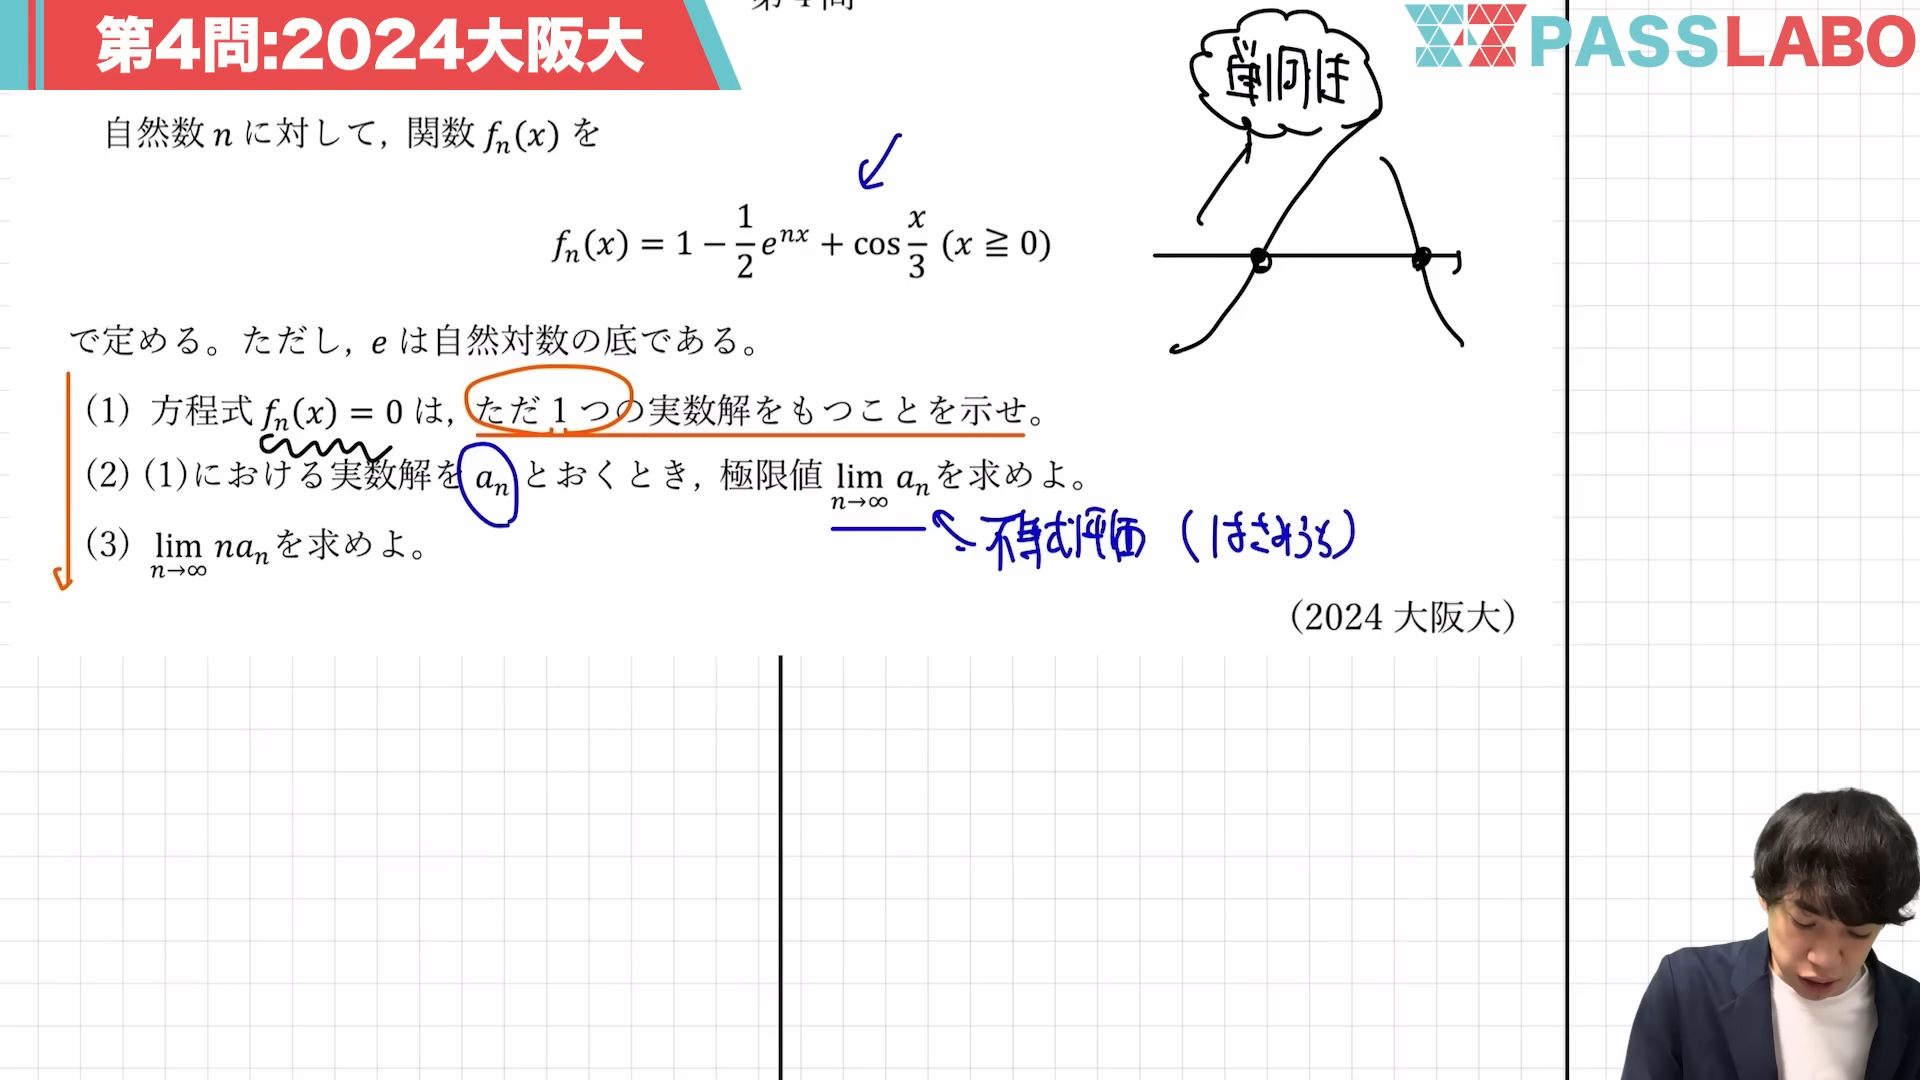 第4問:2024大阪大
PASSLABO
単調性
自然数 n に対して, 関数 fₙ(x) を
fₙ(x) = 1 − 1/2 eⁿˣ + cos x/3 (x ≧ 0)
で定める。ただし, e は自然対数の底である。
(1) 方程式 fₙ(x) = 0 は, ただ 1 つの実数解をもつことを示せ。
(2) (1)における実数解を aₙ とおくとき, 極限値 lim aₙ を求めよ。
n→∞
不等式評価 (はさみうち)
(3) lim naₙ を求めよ。
n→∞
(2024 大阪大)